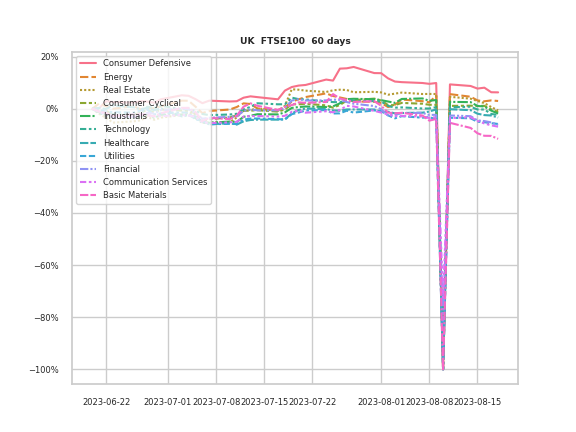 UK FTSE100 60 days
20%
0%
−20%
−40%
−60%
−80%
−100%
Consumer Defensive
Energy
Real Estate
Consumer Cyclical
Industrials
Technology
Healthcare
Utilities
Financial
Communication Services
Basic Materials
2023-06-22 2023-07-01 2023-07-08 2023-07-15 2023-07-22 2023-08-01 2023-08-08 2023-08-15